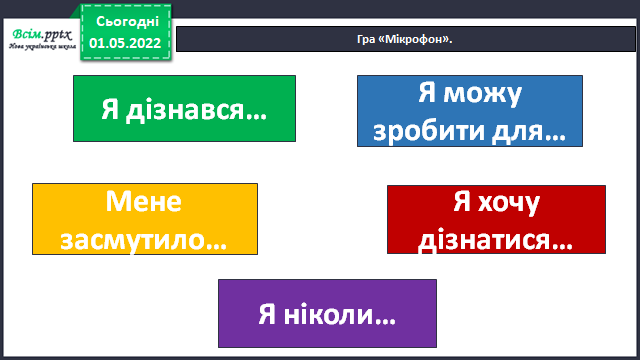 Всім.pptx
Нова українська школа
Сьогодні
01.05.2022
Гра «Мікрофон».
Я дізнався...
Я можу
зробити для...
Мене
засмутило...
Я хочу
дізнатися...
Я ніколи...